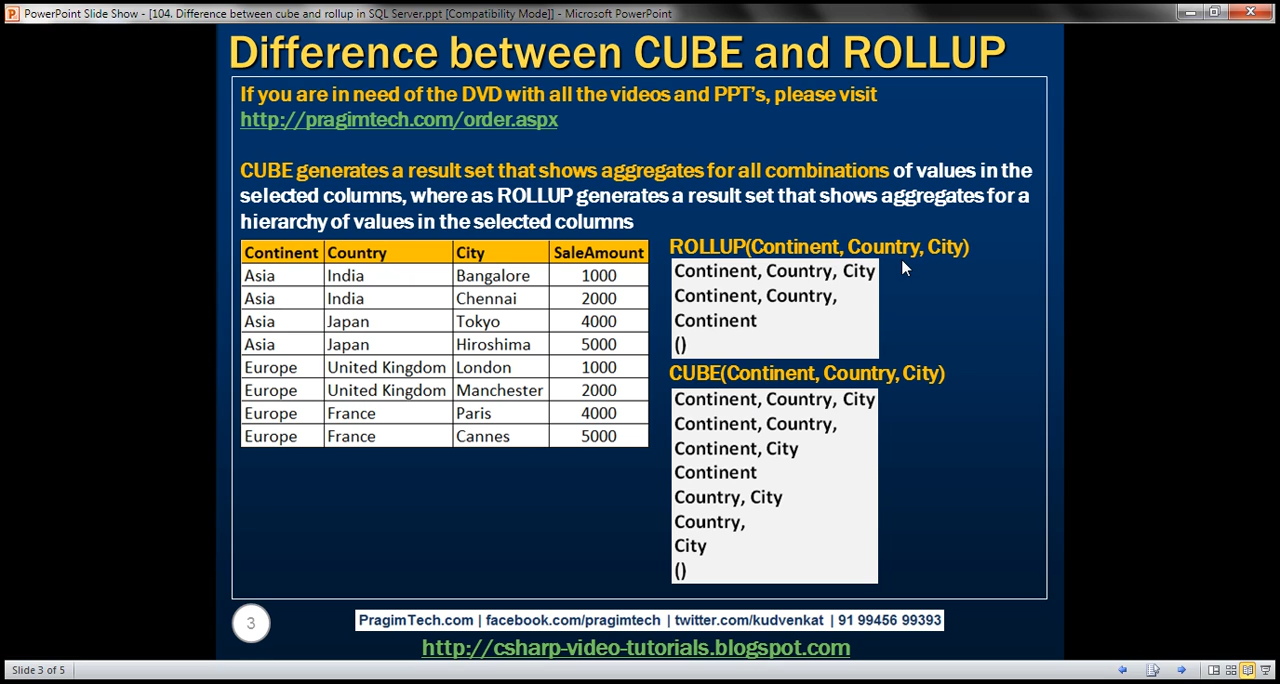 PowerPoint Slide Show - [104. Difference between cube and rollup in SQL Server.ppt [Compatibility Mode]] - Microsoft PowerPoint
Difference between CUBE and ROLLUP
If you are in need of the DVD with all the videos and PPT's, please visit
http://pragimtech.com/order.aspx
CUBE generates a result set that shows aggregates for all combinations of values in the
selected columns, where as ROLLUP generates a result set that shows aggregates for a
hierarchy of values in the selected columns
Continent Country City SaleAmount
Asia India Bangalore 1000
Asia India Chennai 2000
Asia Japan Tokyo 4000
Asia Japan Hiroshima 5000
Europe United Kingdom London 1000
Europe United Kingdom Manchester 2000
Europe France Paris 4000
Europe France Cannes 5000
ROLLUP(Continent, Country, City)
Continent, Country, City
Continent, Country,
Continent
()
CUBE(Continent, Country, City)
Continent, Country, City
Continent, Country,
Continent, City
Continent
Country, City
Country,
City
()
3
PragimTech.com | facebook.com/pragimtech | twitter.com/kudvenkat | 91 99456 99393
http://csharp-video-tutorials.blogspot.com
Slide 3 of 5